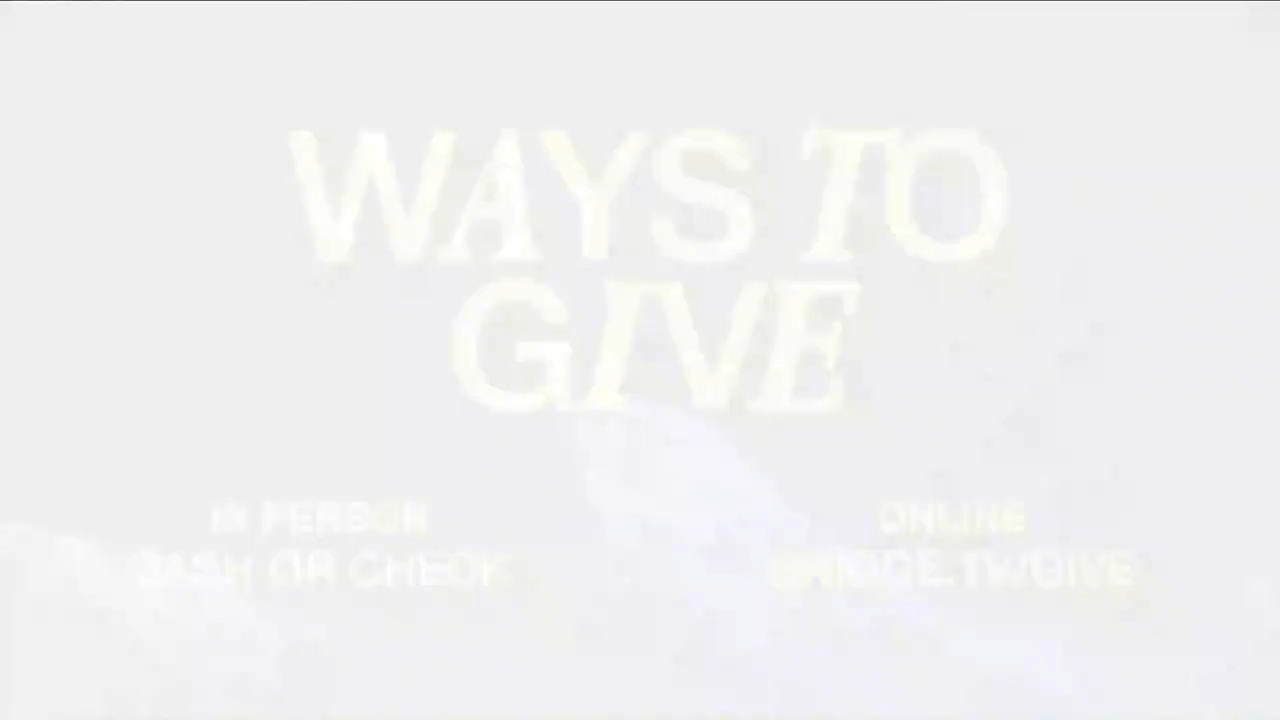 WAYS TO
GIVE
IN PERSON
CASH OR CHECK
ONLINE
BRIDGE.TV/GIVE